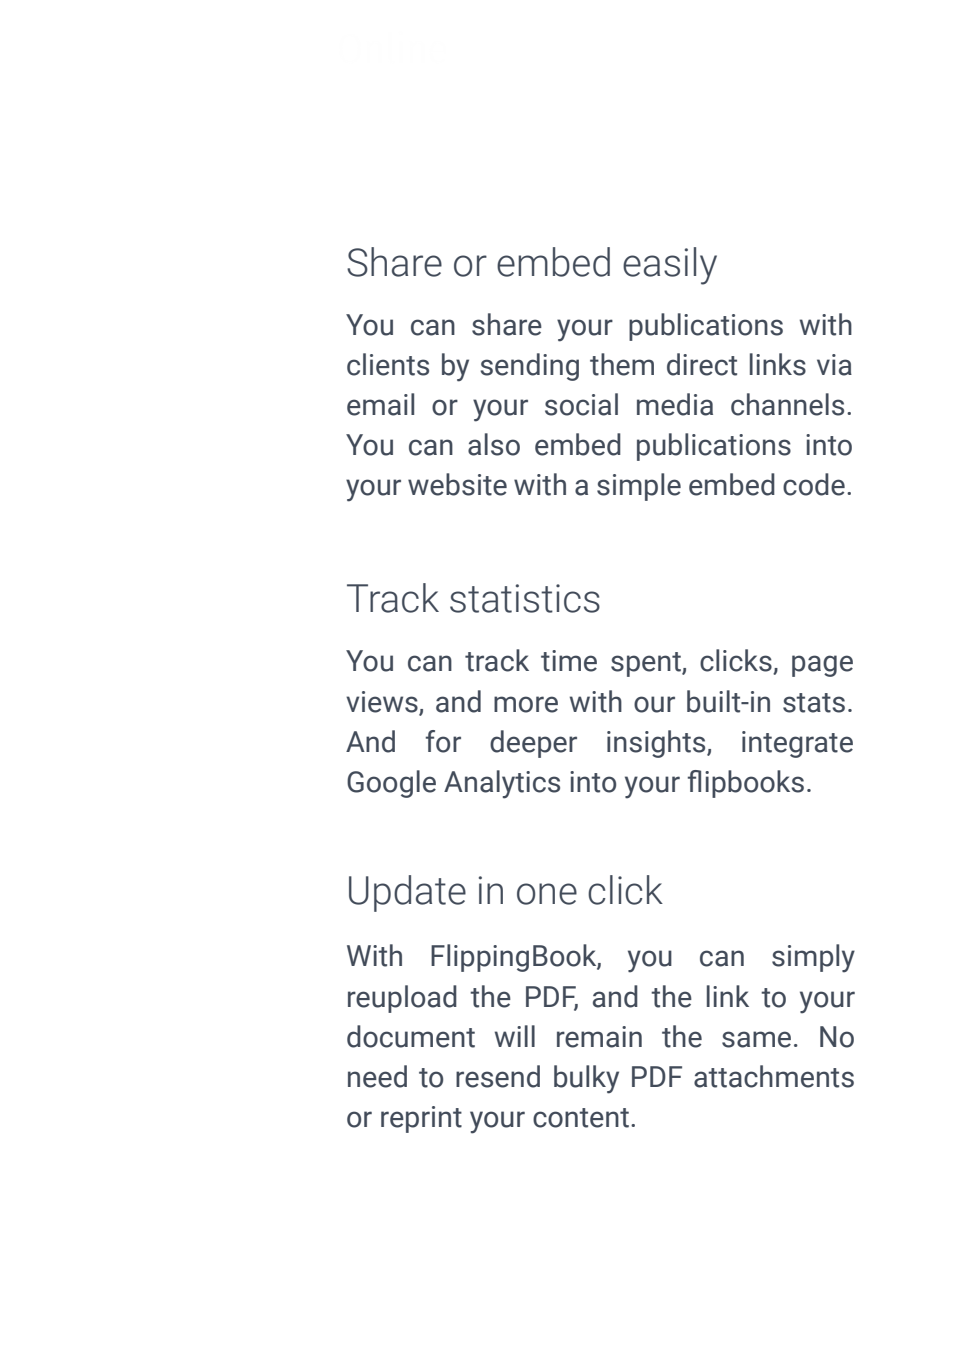 Share or embed easily
You can share your publications with
clients by sending them direct links via
email or your social media channels.
You can also embed publications into
your website with a simple embed code.
Track statistics
You can track time spent, clicks, page
views, and more with our built-in stats.
And for deeper insights, integrate
Google Analytics into your flipbooks.
Update in one click
With FlippingBook, you can simply
reupload the PDF, and the link to your
document will remain the same. No
need to resend bulky PDF attachments
or reprint your content.